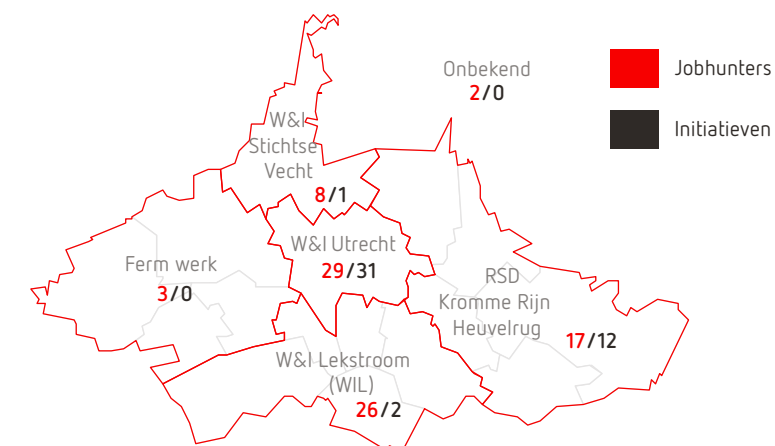 Onbekend
2/0
Jobhunters
Initiatieven
W&I
Stichtse
Vecht
8/1
W&I Utrecht
29/31
Ferm werk
3/0
RSD
Kromme Rijn
Heuvelrug
17/12
W&I Lekstroom
(WIL)
26/2